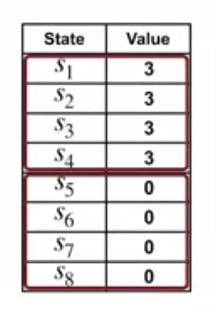 State Value
s1 3
s2 3
s3 3
s4 3
s5 0
s6 0
s7 0
s8 0